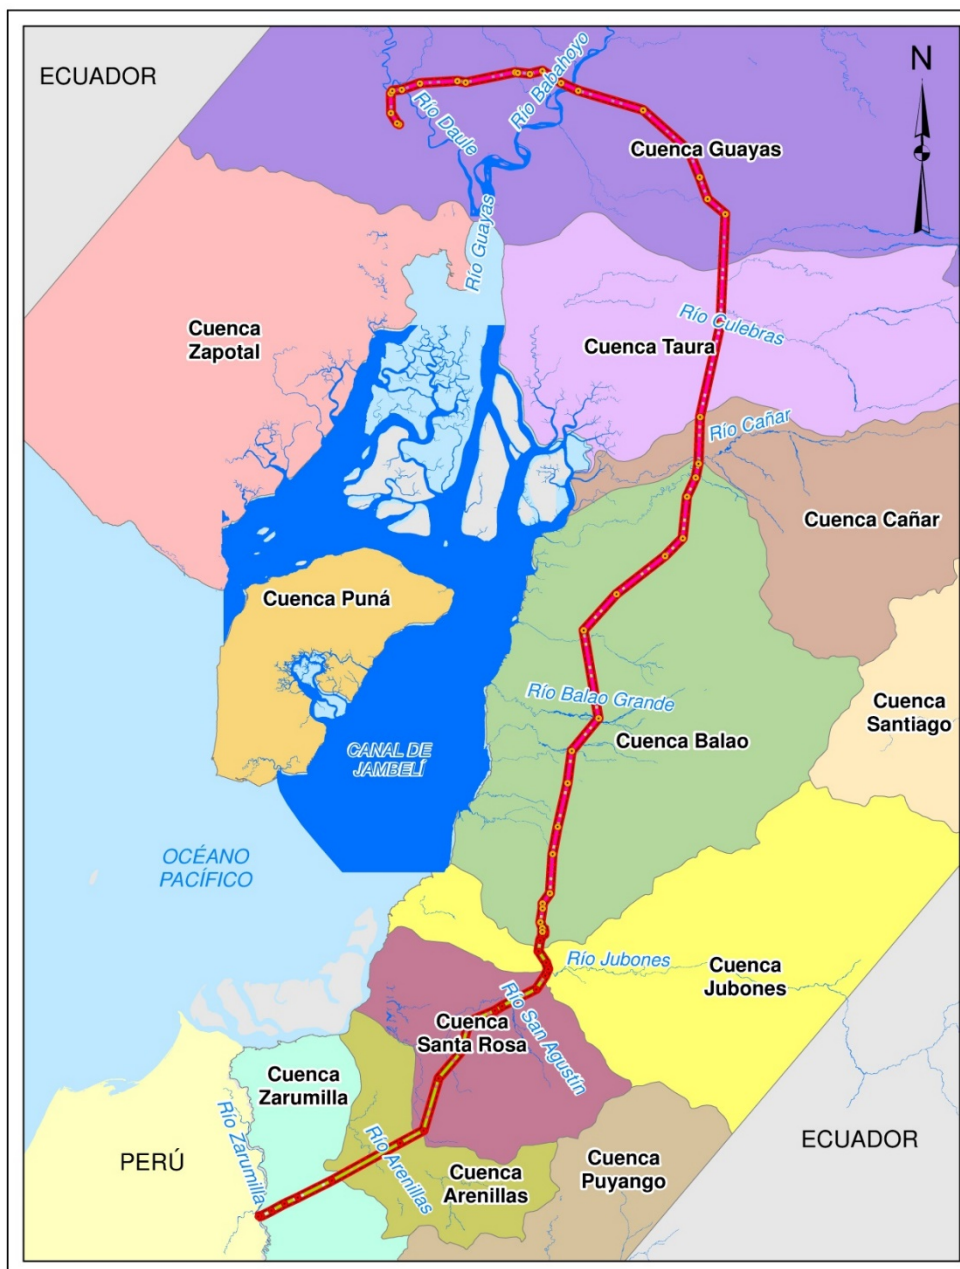 ECUADOR
N
Río Babahoyo
Río Daule
Cuenca Guayas
Río Guayas
Cuenca
Zapotal
Río Culebras
Cuenca Taura
Río Cañar
Cuenca Cañar
Cuenca Puná
Río Balao Grande
Cuenca
Santiago
Cuenca Balao
CANAL DE
JAMBELÍ
OCÉANO
PACÍFICO
Río Jubones
Cuenca
Jubones
Río San Agustín
Cuenca
Santa Rosa
Cuenca
Zarumilla
Río Zarumilla
PERÚ
Río Arenillas
Cuenca
Arenillas
Cuenca
Puyango
ECUADOR